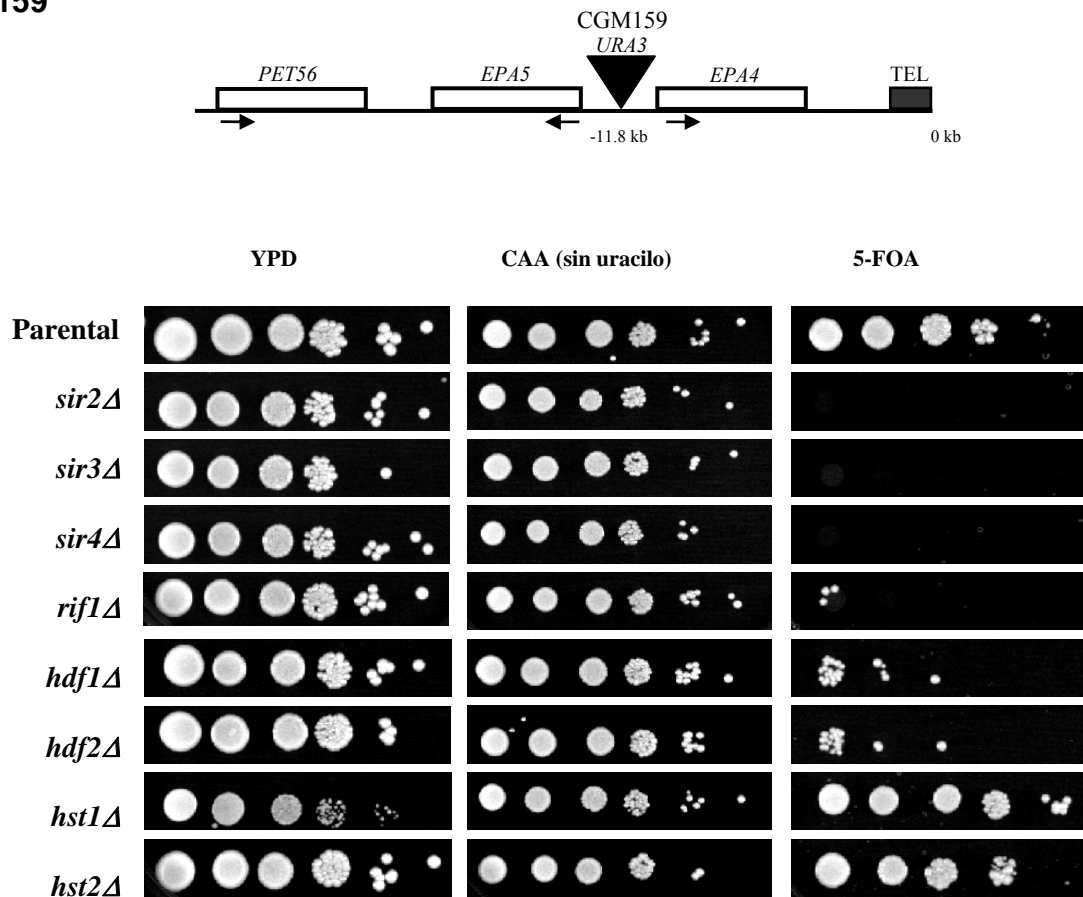 159
CGM159
URA3
PET56 EPA5 EPA4 TEL
-11.8 kb 0 kb
YPD CAA (sin uracilo) 5-FOA
Parental
sir2Δ
sir3Δ
sir4Δ
rif1Δ
hdf1Δ
hdf2Δ
hst1Δ
hst2Δ